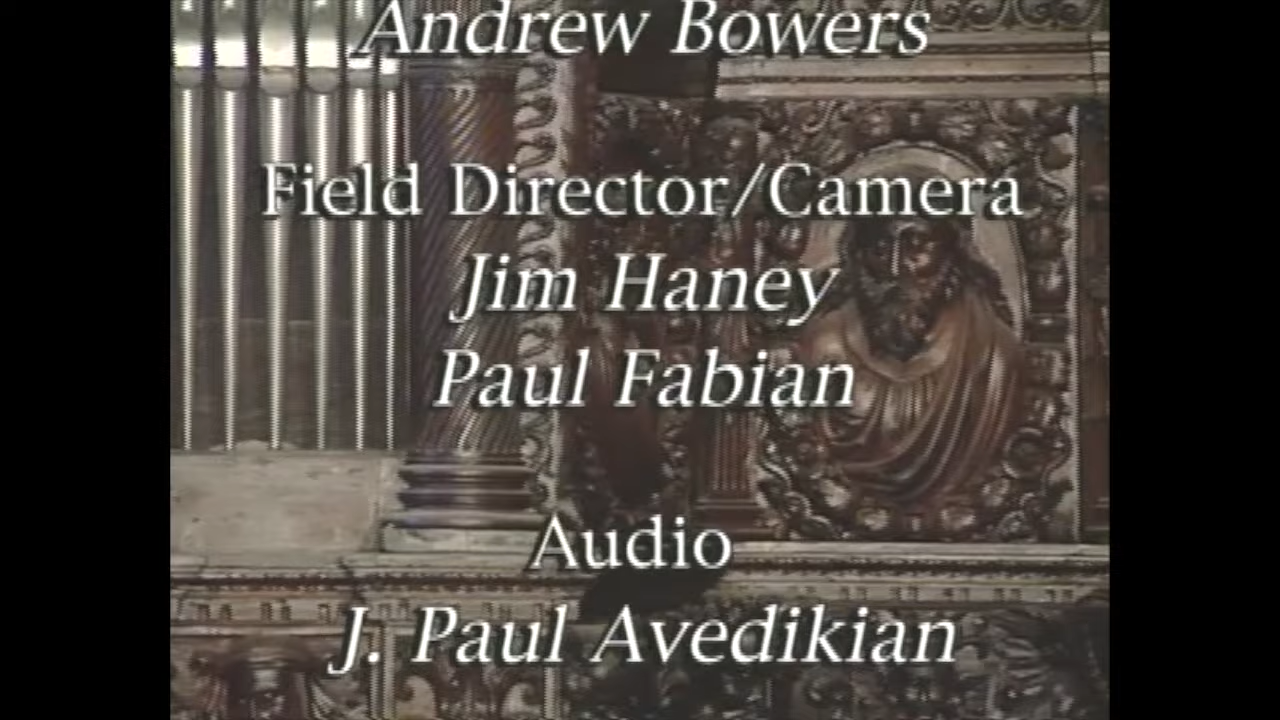 Andrew Bowers
Field Director/Camera
Jim Haney
Paul Fabian
Audio
J. Paul Avedikian